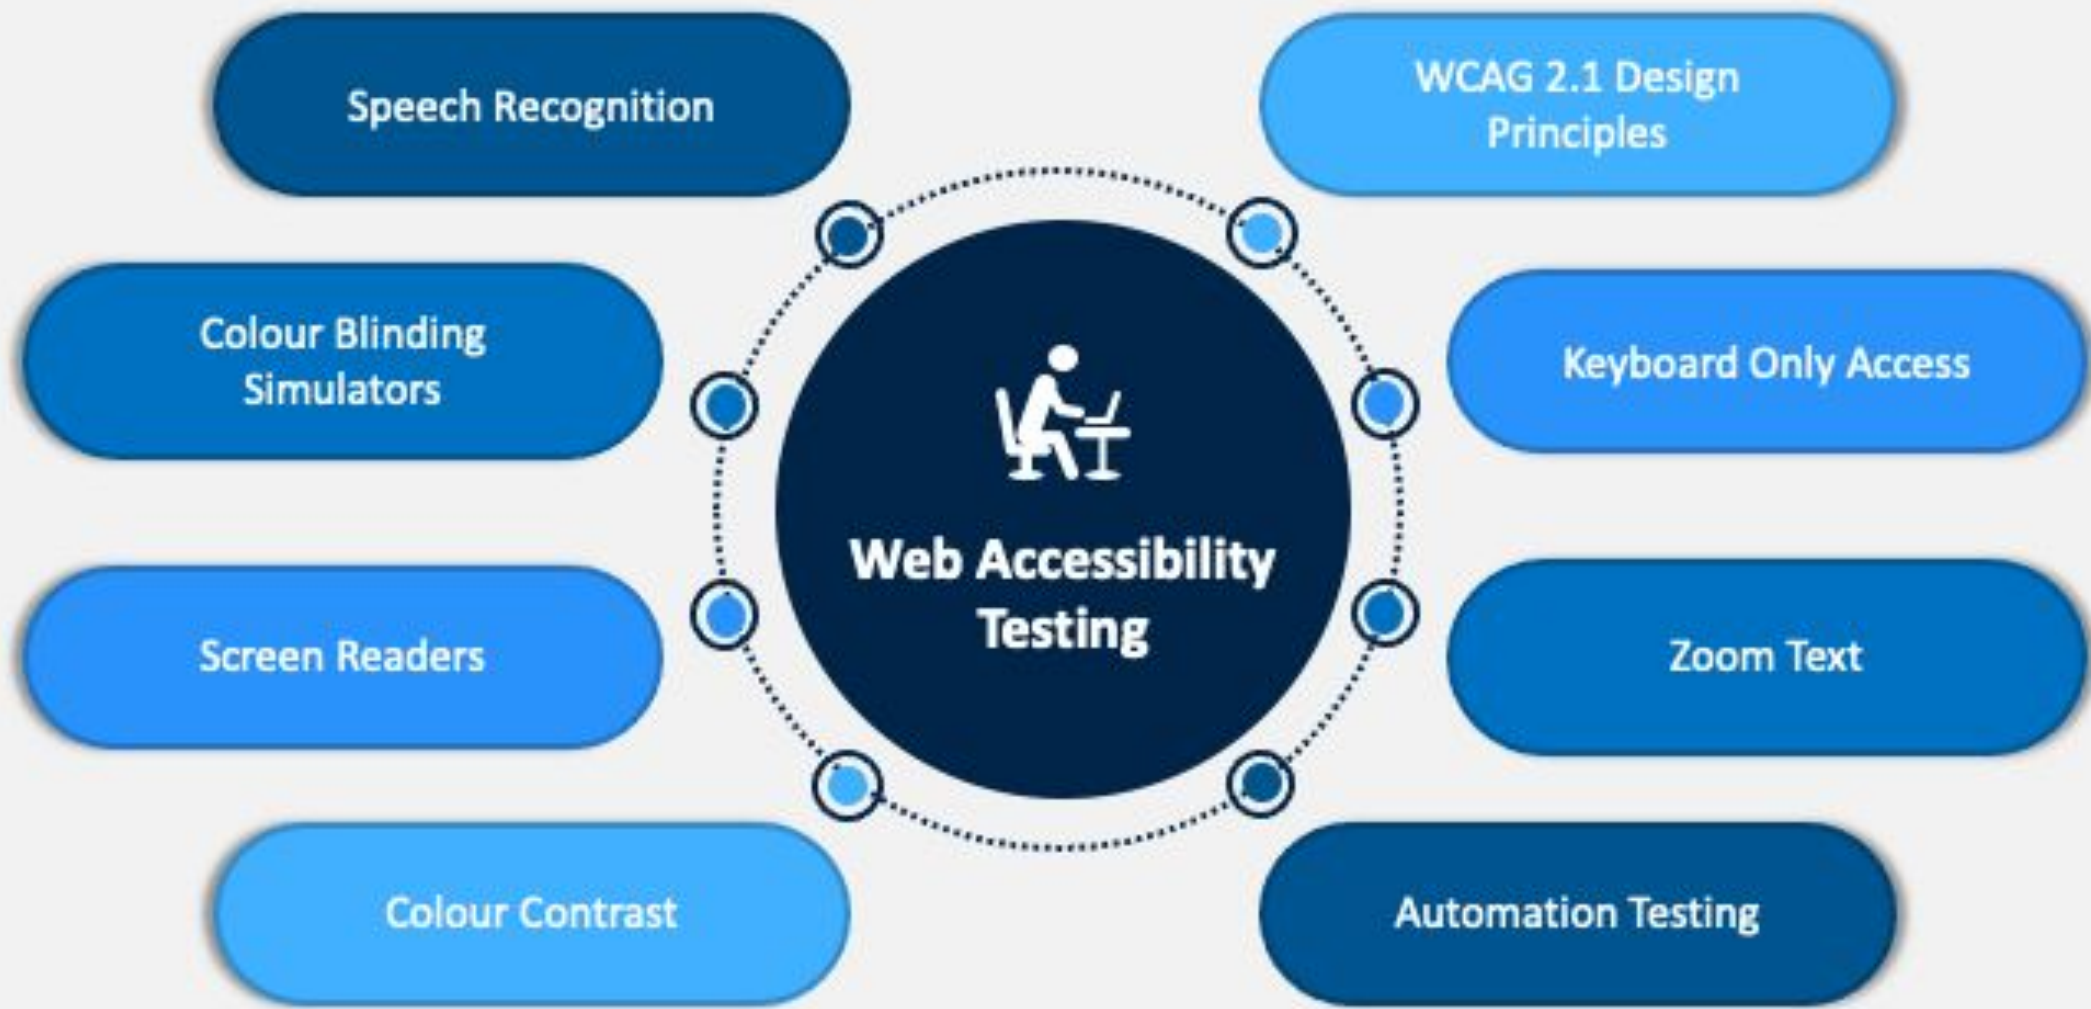 Speech Recognition
WCAG 2.1 Design
Principles
Colour Blinding
Simulators
Keyboard Only Access
Web Accessibility
Testing
Screen Readers
Zoom Text
Colour Contrast
Automation Testing